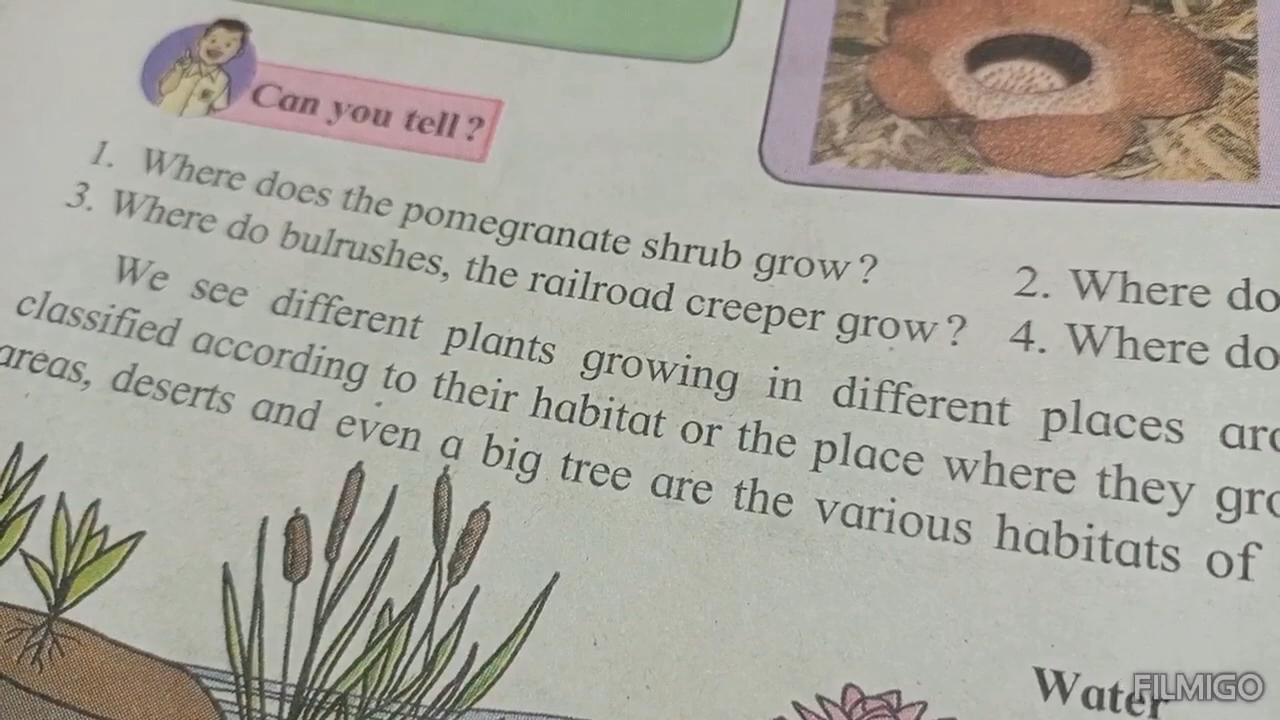 Can you tell?
1. Where does the pomegranate shrub grow? 2. Where do
3. Where do bulrushes, the railroad creeper grow? 4. Where do
We see different plants growing in different places
classified according to their habitat or the place where they
areas, deserts and even a big tree are the various habitats of
Water
FILMIGO